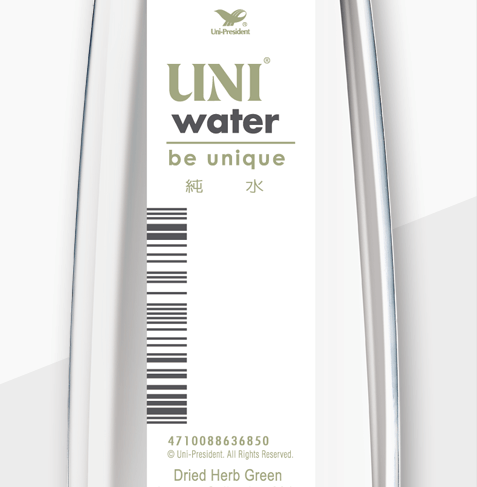 Uni-President
UNI®
water
be unique
純 水
4710088636850
© Uni-President. All Rights Reserved.
Dried Herb Green